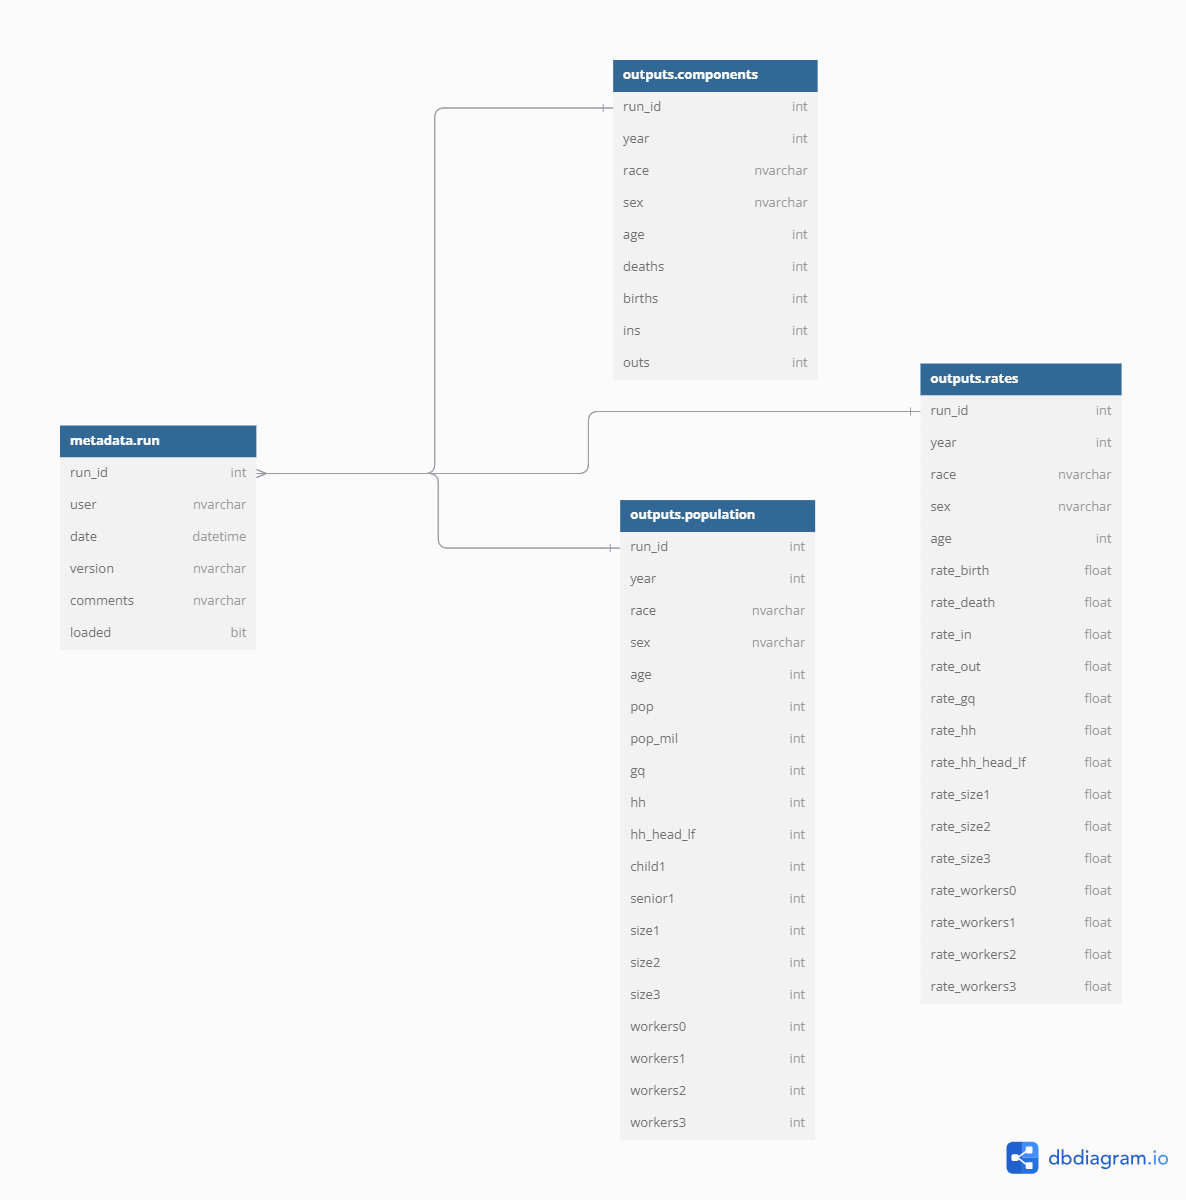 outputs.components
run_id int
year int
race nvarchar
sex nvarchar
age int
deaths int
births int
ins int
outs int
outputs.rates
run_id int
year int
race nvarchar
sex nvarchar
age int
rate_birth float
rate_death float
rate_in float
rate_out float
rate_gq float
rate_hh float
rate_hh_head_lf float
rate_size1 float
rate_size2 float
rate_size3 float
rate_workers0 float
rate_workers1 float
rate_workers2 float
rate_workers3 float
metadata.run
run_id int
user nvarchar
date datetime
version nvarchar
comments nvarchar
loaded bit
outputs.population
run_id int
year int
race nvarchar
sex nvarchar
age int
pop int
pop_mil int
gq int
hh int
hh_head_lf int
child1 int
senior1 int
size1 int
size2 int
size3 int
workers0 int
workers1 int
workers2 int
workers3 int
dbdiagram.io